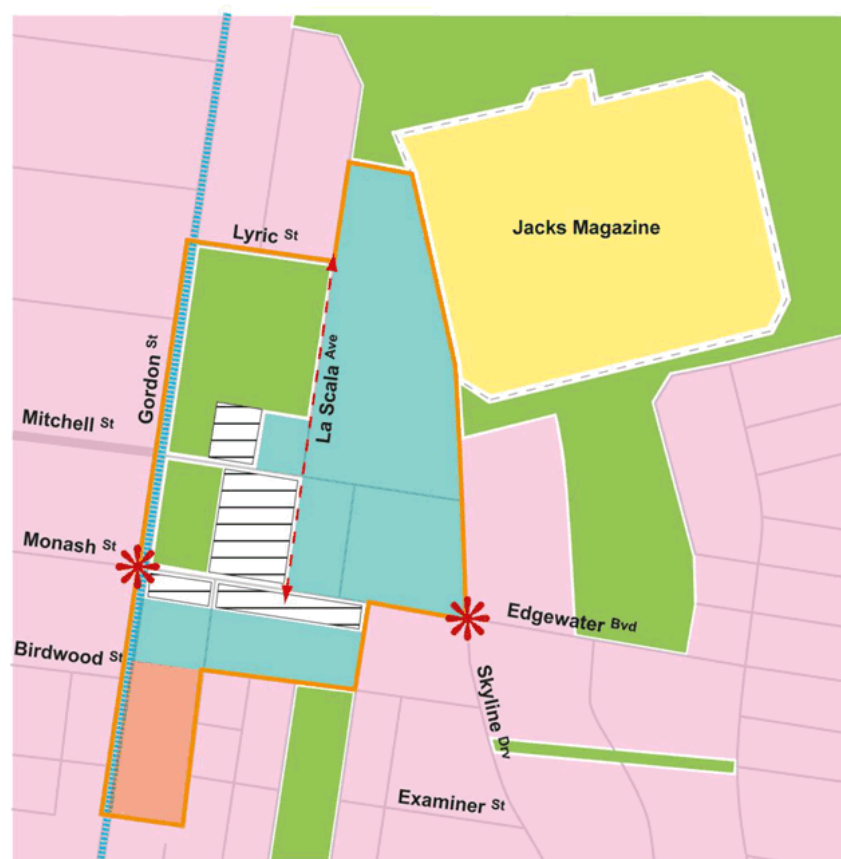 Jacks Magazine
Lyric St
Gordon St
La Scala Ave
Mitchell St
Monash St
Edgewater Bvd
Birdwood St
Skyline Drv
Examiner St